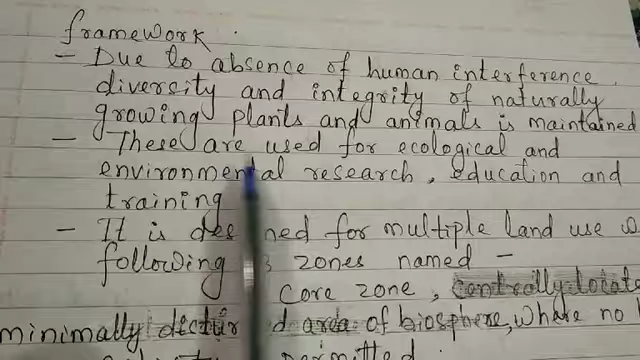 framework.
- Due to absence of human interference
diversity and integrity of naturally
growing plants and animals is maintained
- These are used for ecological and
environmental research, education and
training
- It is for multiple land use
following 3 zones named -
Core zone, centrally locate
minimally area of biosphere, where no
permitted.